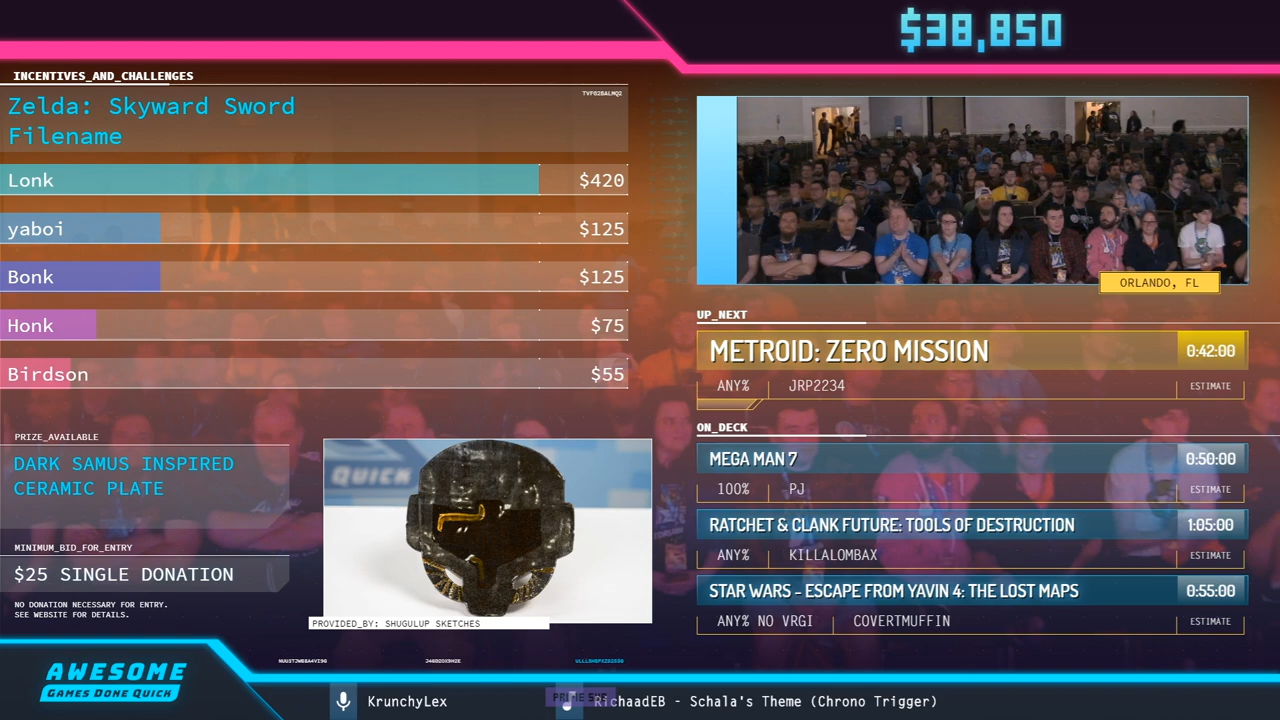 $38,850
INCENTIVES_AND_CHALLENGES
Zelda: Skyward Sword
Filename
Lonk $420
yaboi $125
Bonk $125
Honk $75
Birdson $55
PRIZE_AVAILABLE
DARK SAMUS INSPIRED
CERAMIC PLATE
MINIMUM_BID_FOR_ENTRY
$25 SINGLE DONATION
NO DONATION NECESSARY FOR ENTRY.
SEE WEBSITE FOR DETAILS.
QUICK
PROVIDED_BY: SHUGULUP SKETCHES
ORLANDO, FL
UP_NEXT
METROID: ZERO MISSION 0:42:00
ANY% JRP2234 ESTIMATE
ON_DECK
MEGA MAN 7 0:50:00
100% PJ ESTIMATE
RATCHET & CLANK FUTURE: TOOLS OF DESTRUCTION 1:05:00
ANY% KILLALOMBAX ESTIMATE
STAR WARS - ESCAPE FROM YAVIN 4: THE LOST MAPS 0:55:00
ANY% NO VRGI COVERTMUFFIN ESTIMATE
AWESOME
GAMES DONE QUICK
KrunchyLex
RichaadEB - Schala's Theme (Chrono Trigger)